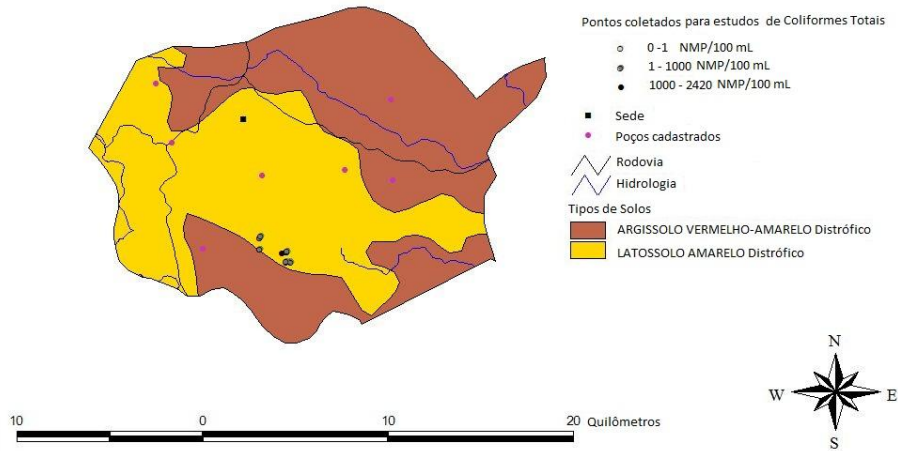 Pontos coletados para estudos de Coliformes Totais
0 -1 NMP/100 mL
1 - 1000 NMP/100 mL
1000 - 2420 NMP/100 mL
Sede
Poços cadastrados
Rodovia
Hidrologia
Tipos de Solos
ARGISSOLO VERMELHO-AMARELO Distrófico
LATOSSOLO AMARELO Distrófico
N
W E
S
10 0 10 20 Quilômetros